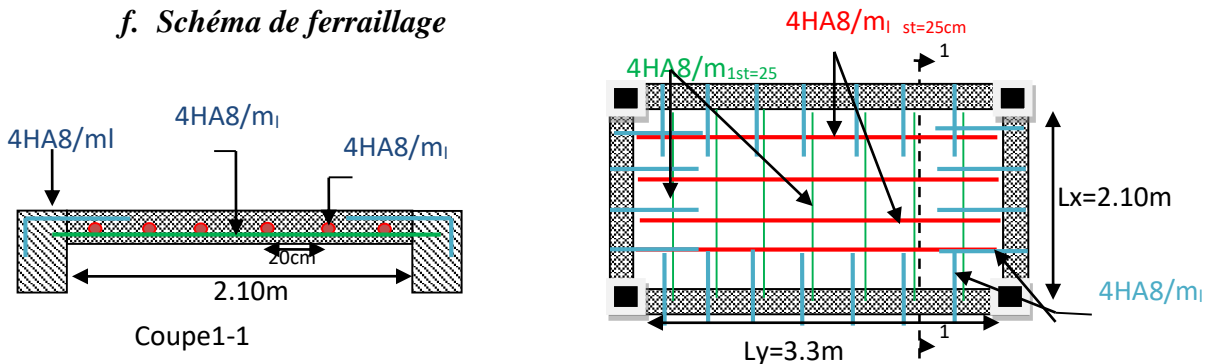 f. Schéma de ferraillage
4HA8/ml
4HA8/ml
4HA8/ml
20cm
2.10m
Coupe1-1
4HA8/ml st=25cm
1
4HA8/m1st=25
Lx=2.10m
4HA8/ml
1
Ly=3.3m